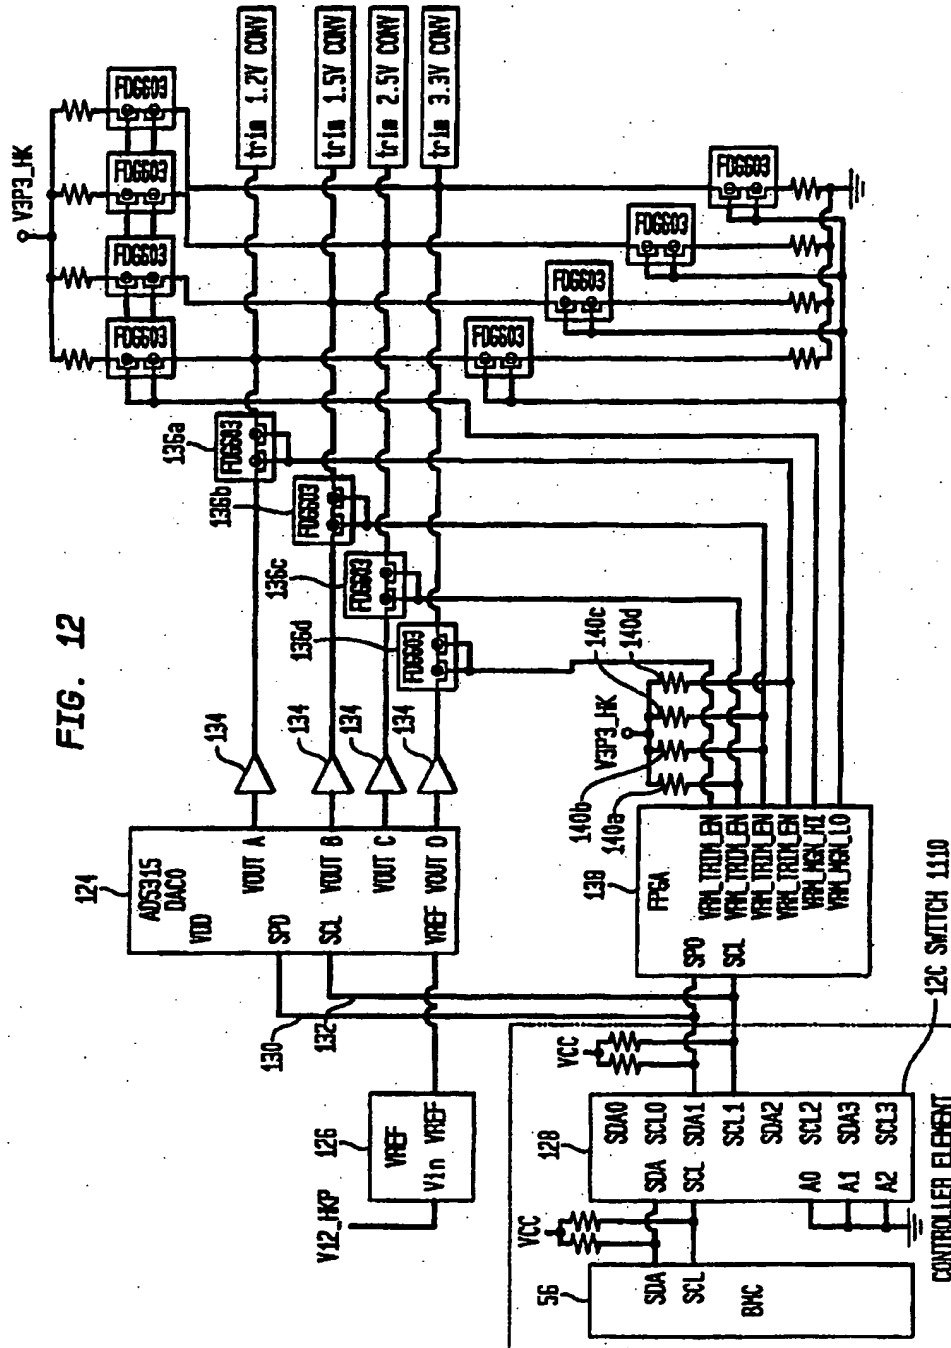 FIG. 12
V3P3_HK
FDG603
FDG603
FDG603
FDG603
trim 1.2V CONV
trim 1.5V CONV
trim 2.5V CONV
trim 3.3V CONV
136a
FDG603
136b
FDG603
136c
FDG603
136d
FDG603
FDG603
FDG603
FDG603
FDG603
134
134
134
134
124
AD5315
DAC0
VDD
SPD
SCL
VREF
VOUT A
VOUT B
VOUT C
VOUT D
130
132
126
VREF
Vin VREF
V12_HKP
V3P3_HK
140a
140b
140c
140d
138
FPGA
SPD
SCL
VRM_TRIM_EN
VRM_TRIM_EN
VRM_TRIM_EN
VRM_TRIM_EN
VRM_MGN_HI
VRM_MGN_LO
VCC
128
SDA
SCL
A0
A1
A2
SDA0
SCL0
SDA1
SCL1
SDA2
SCL2
SDA3
SCL3
12C SWITCH 1110
VCC
56
SDA
SCL
BMC
CONTROLLER ELEMENT